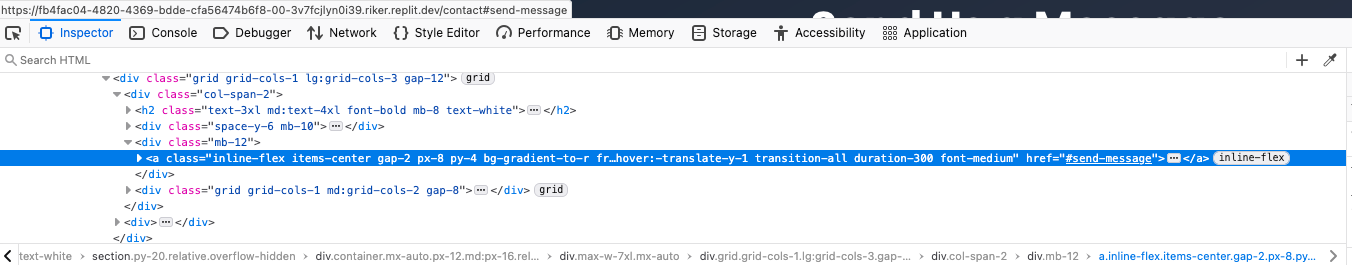 https://fb4fac04-4820-4369-bdde-cfa56474b6f8-00-3v7fcjlyn0i39.riker.replit.dev/contact#send-message
Inspector Console Debugger Network Style Editor Performance Memory Storage Accessibility Application
Search HTML
<div class="grid grid-cols-1 lg:grid-cols-3 gap-12"> grid
<div class="col-span-2">
<h2 class="text-3xl md:text-4xl font-bold mb-8 text-white">…</h2>
<div class="space-y-6 mb-10">…</div>
<div class="mb-12">
<a class="inline-flex items-center gap-2 px-8 py-4 bg-gradient-to-r fr…hover:-translate-y-1 transition-all duration-300 font-medium" href="#send-message">…</a> inline-flex
</div>
<div class="grid grid-cols-1 md:grid-cols-2 gap-8">…</div> grid
</div>
<div>…</div>
</div>
text-white > section.py-20.relative.overflow-hidden > div.container.mx-auto.px-12.md:px-16.rel… > div.max-w-7xl.mx-auto > div.grid.grid-cols-1.lg:grid-cols-3.gap-… > div.col-span-2 > div.mb-12 > a.inline-flex.items-center.gap-2.px-8.py…